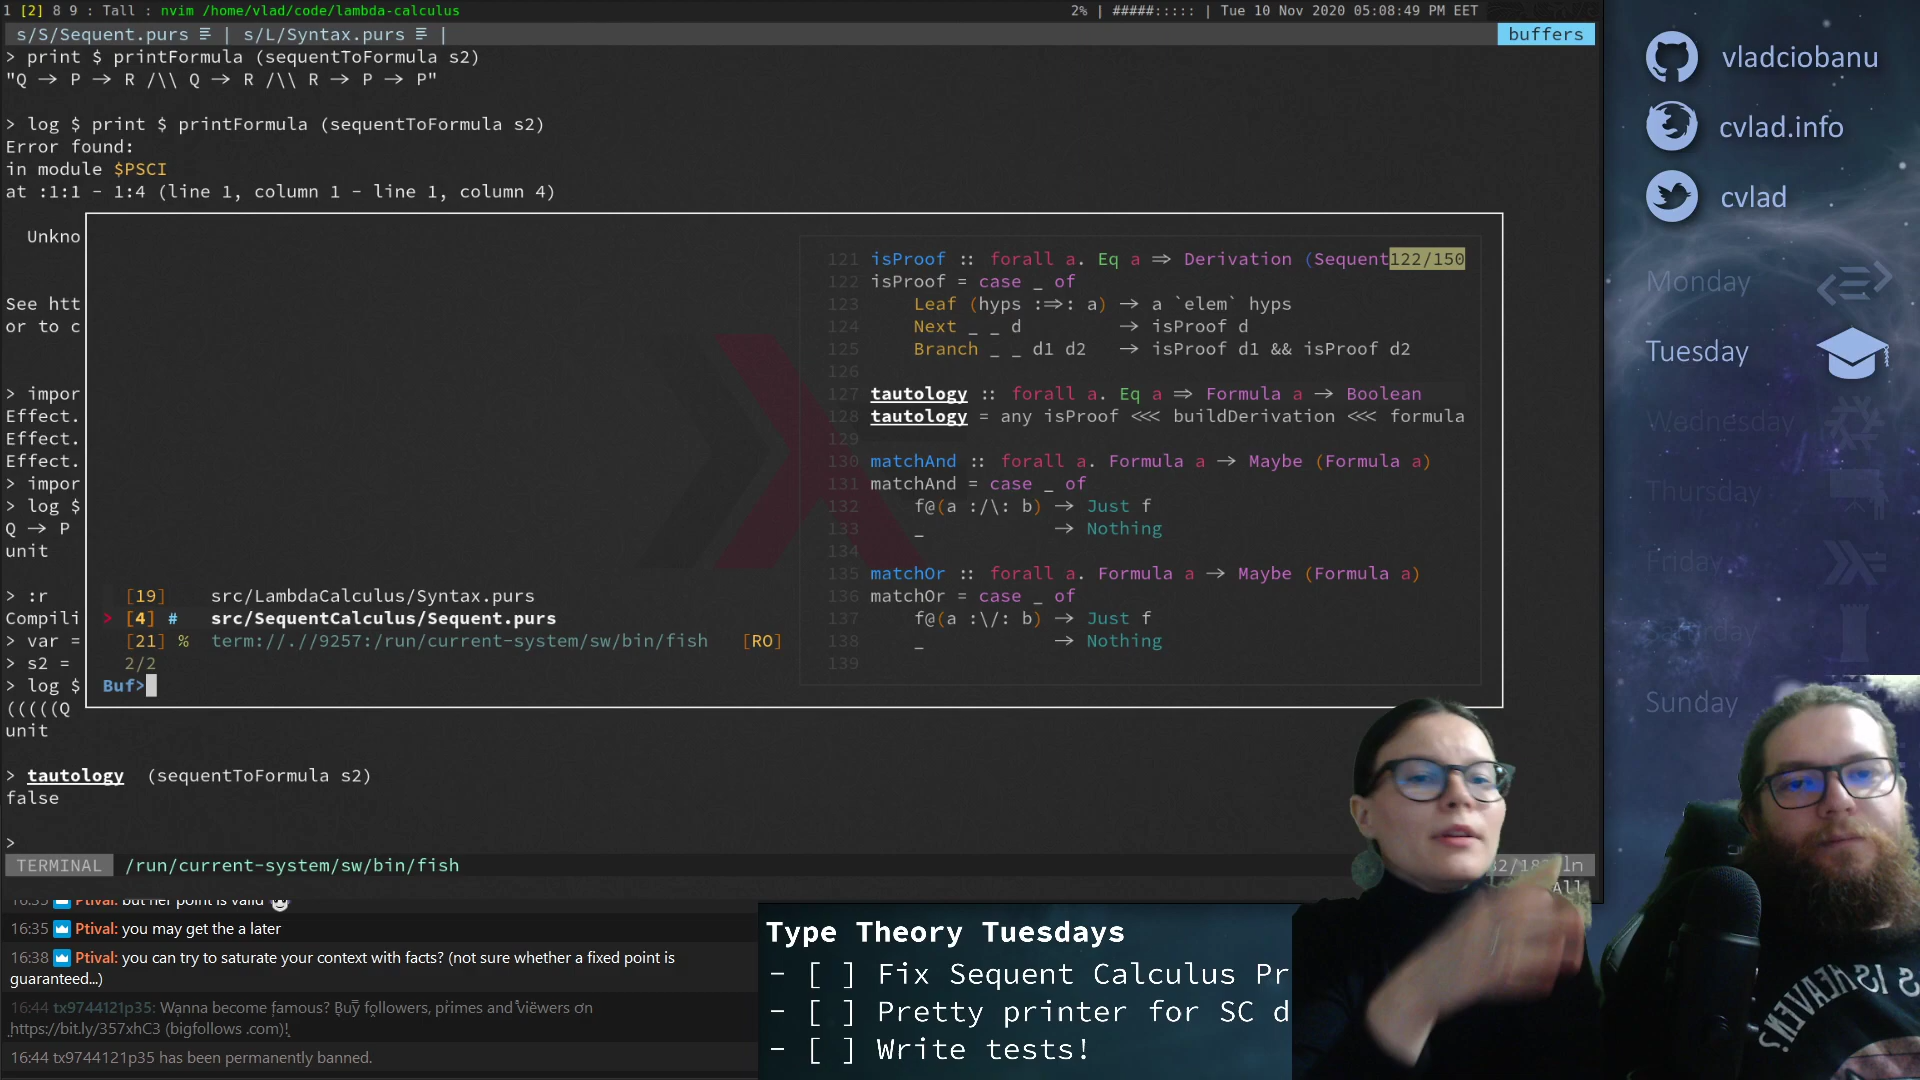 1 [2] 8 9 : Tall : nvim /home/vlad/code/lambda-calculus
2% | #####::::: | Tue 10 Nov 2020 05:08:49 PM EET
s/S/Sequent.purs | s/L/Syntax.purs |
buffers
> print $ printFormula (sequentToFormula s2)
"Q → P → R /\\ Q → R /\\ R → P → P"
> log $ print $ printFormula (sequentToFormula s2)
Error found:
in module $PSCI
at :1:1 - 1:4 (line 1, column 1 - line 1, column 4)
Unkno
See htt
or to c
> impor
Effect.
Effect.
Effect.
> impor
> log $
Q → P
unit
> :r
Compili
> var =
> s2 =
> log $
(((((Q
unit
> tautology (sequentToFormula s2)
false
>
121 isProof :: forall a. Eq a ⇒ Derivation (Sequent 122/150
122 isProof = case _ of
123 Leaf (hyps :⇒: a) → a `elem` hyps
124 Next _ _ d → isProof d
125 Branch _ _ d1 d2 → isProof d1 && isProof d2
126
127 tautology :: forall a. Eq a ⇒ Formula a → Boolean
128 tautology = any isProof <<< buildDerivation <<< formula
129
130 matchAnd :: forall a. Formula a → Maybe (Formula a)
131 matchAnd = case _ of
132 f@(a :/\: b) → Just f
133 _ → Nothing
134
135 matchOr :: forall a. Formula a → Maybe (Formula a)
136 matchOr = case _ of
137 f@(a :\/: b) → Just f
138 _ → Nothing
139
[19] src/LambdaCalculus/Syntax.purs
> [4] # src/SequentCalculus/Sequent.purs
[21] % term://.//9257:/run/current-system/sw/bin/fish [RO]
2/2
Buf>
TERMINAL /run/current-system/sw/bin/fish
ln
All
16:35 Ptival: but her point is valid
16:35 Ptival: you may get the a later
16:38 Ptival: you can try to saturate your context with facts? (not sure whether a fixed point is
guaranteed...)
16:44 tx9744121p35: Wanna become famous? Buy followers, primes and viewers on
https://bit.ly/357xhC3 (bigfollows .com)!
16:44 tx9744121p35 has been permanently banned.
Type Theory Tuesdays
- [ ] Fix Sequent Calculus Pr
- [ ] Pretty printer for SC d
- [ ] Write tests!
vladciobanu
cvlad.info
cvlad
Monday
Tuesday
Wednesday
Thursday
Friday
Saturday
Sunday